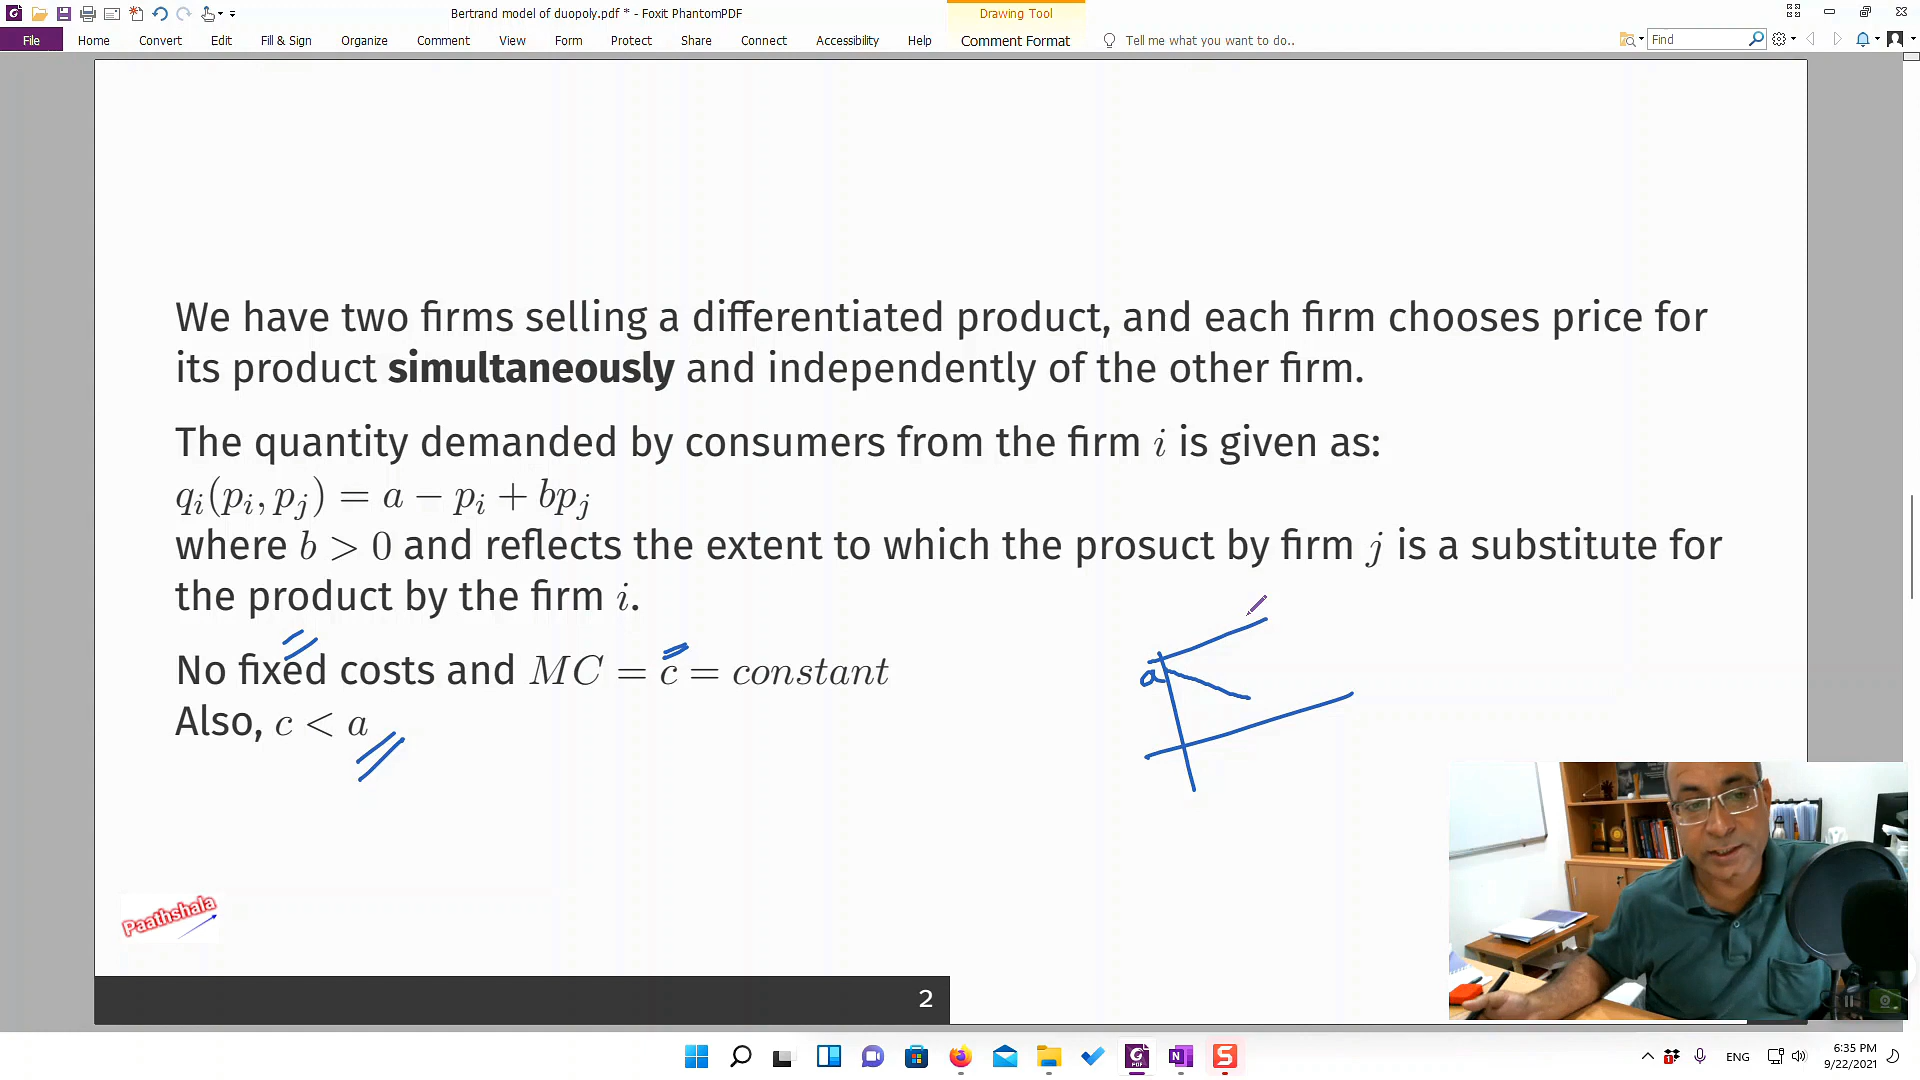 Bertrand model of duopoly.pdf * - Foxit PhantomPDF
Drawing Tool
File Home Convert Edit Fill & Sign Organize Comment View Form Protect Share Connect Accessibility Help Comment Format Tell me what you want to do.. Find
We have two firms selling a differentiated product, and each firm chooses price for
its product simultaneously and independently of the other firm.
The quantity demanded by consumers from the firm i is given as:
qᵢ(pᵢ, pⱼ) = a − pᵢ + bpⱼ
where b > 0 and reflects the extent to which the prosuct by firm j is a substitute for
the product by the firm i.
No fixed costs and MC = c = constant
Also, c < a
a
Paathshala
2
ENG
6:35 PM
9/22/2021